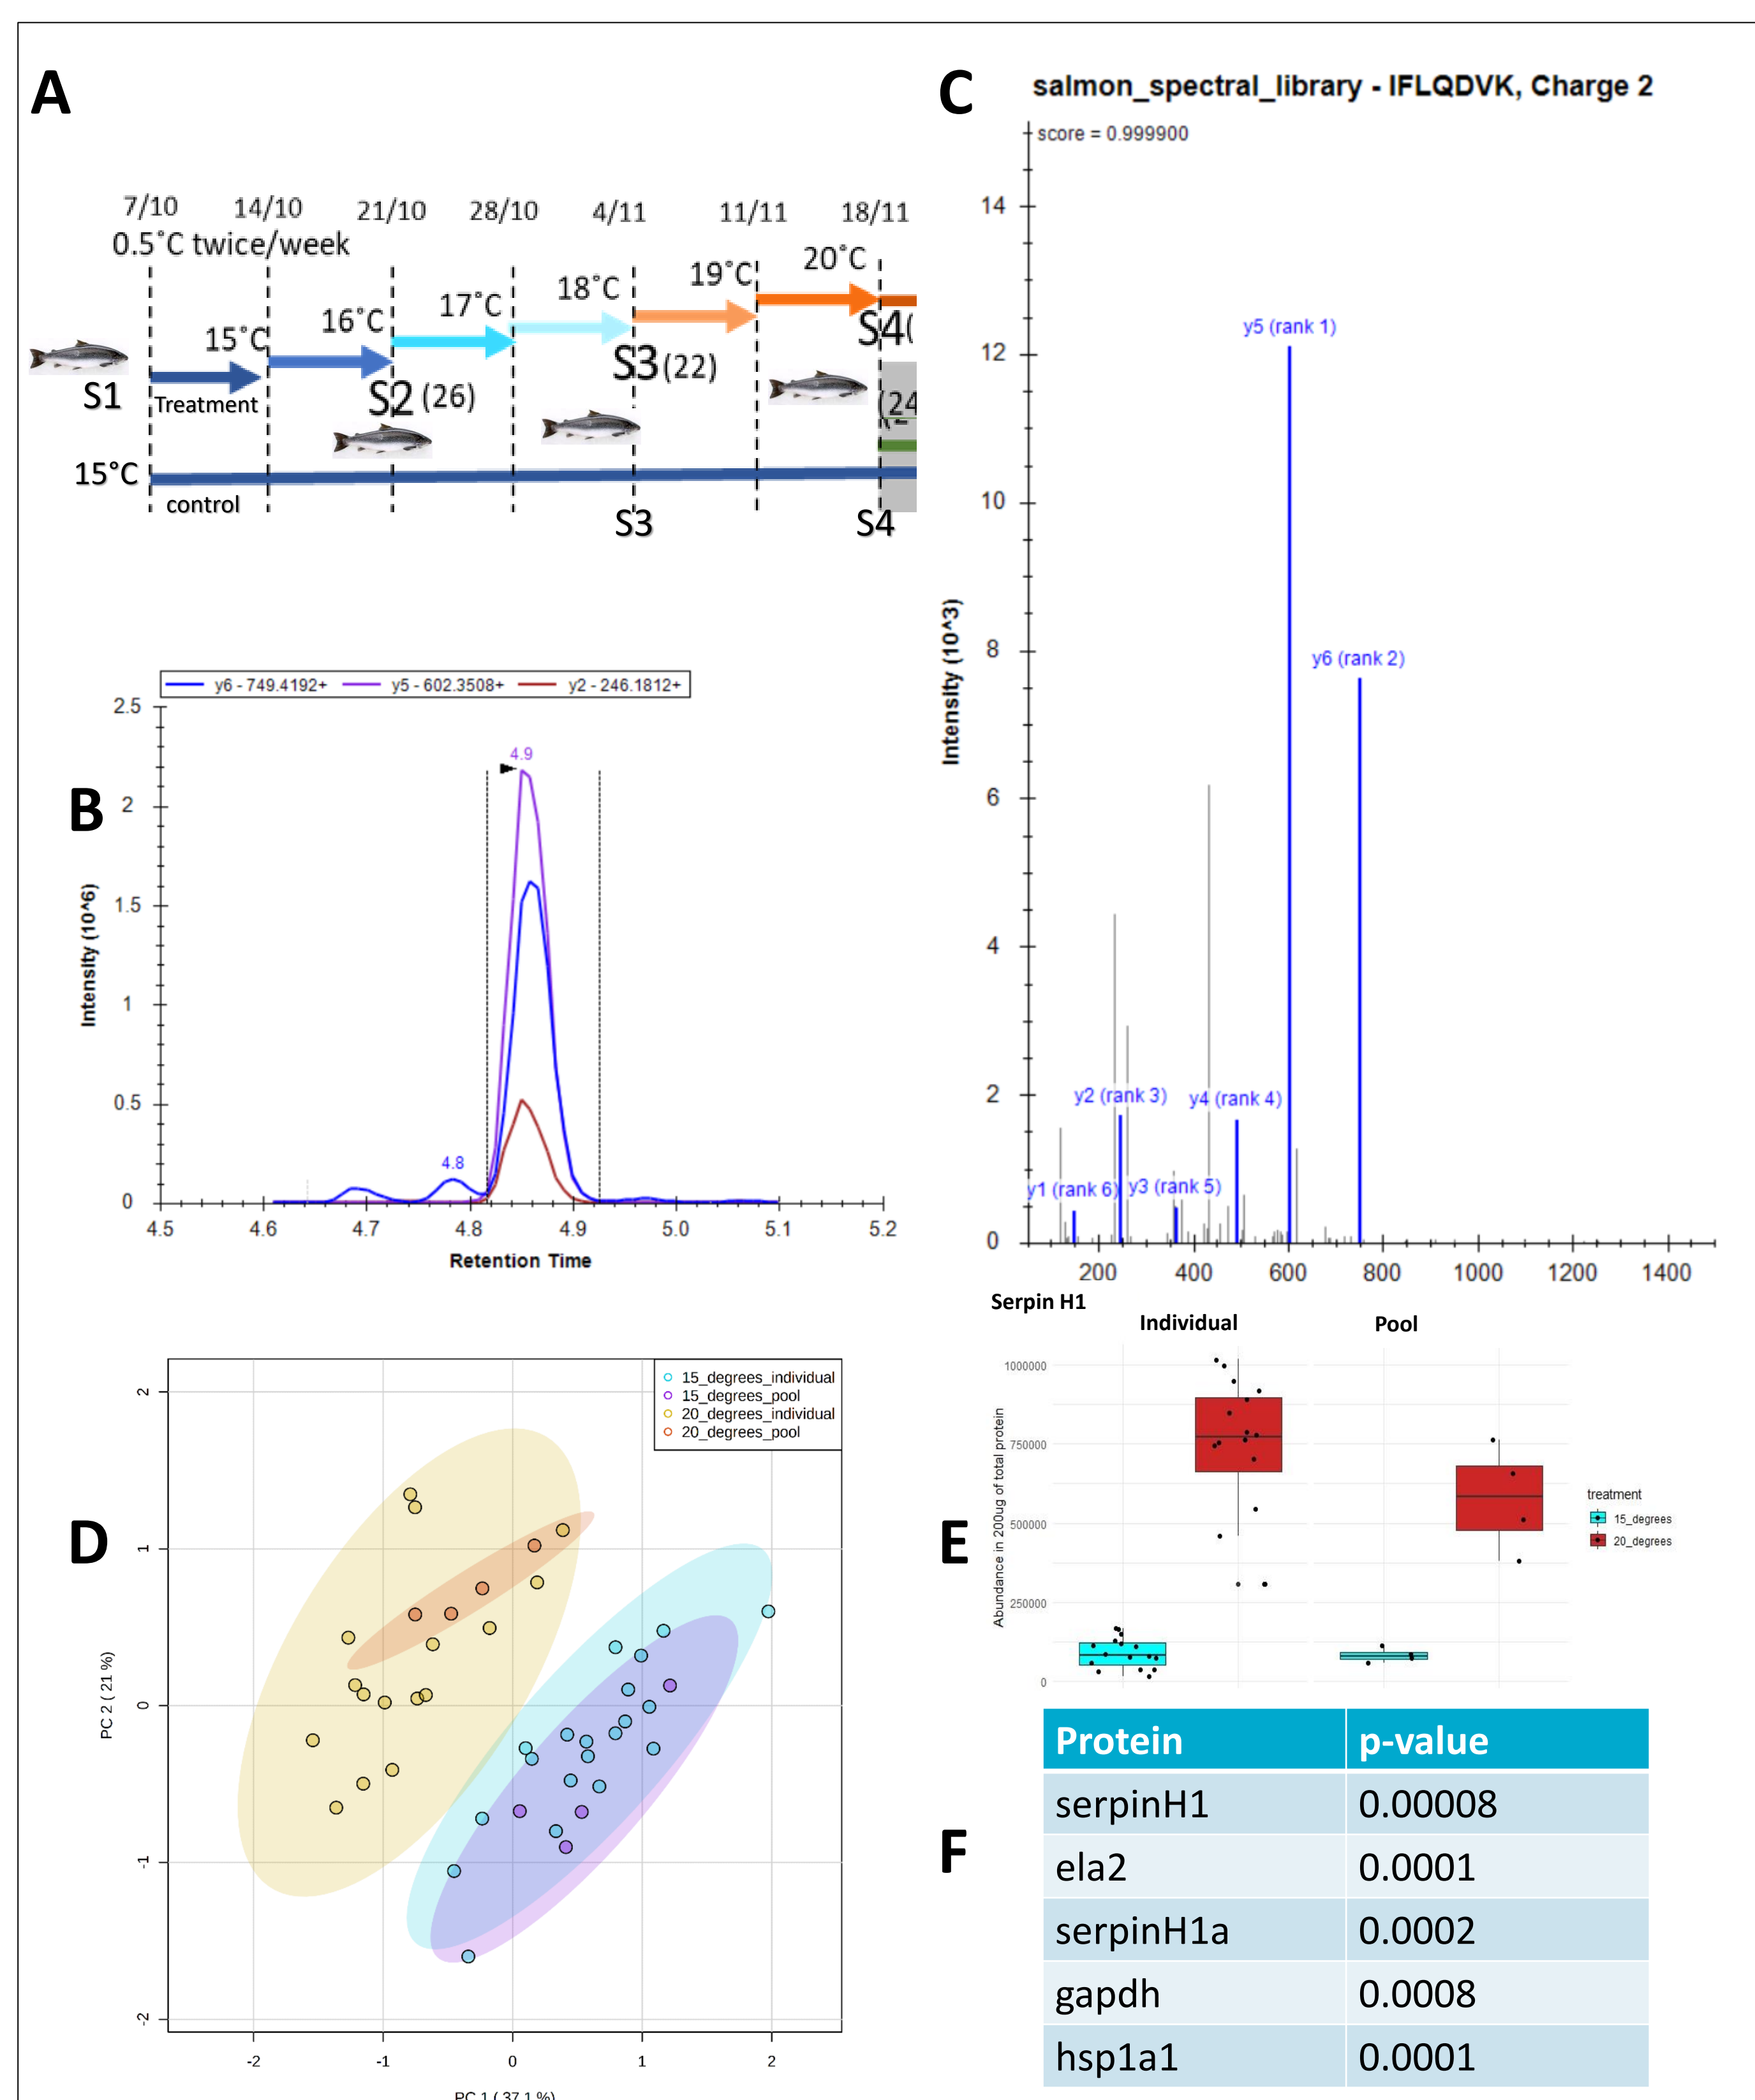 A
7/10 14/10 21/10 28/10 4/11 11/11 18/11
0.5°C twice/week
15°C 16°C 17°C 18°C 19°C 20°C
S1 Treatment S2 (26) S3 (22) S4(
(24
15°C
control
S3 S4
B
y6 - 749.4192+ y5 - 602.3508+ y2 - 246.1812+
2.5
2
1.5
1
0.5
0
4.9
4.8
4.5 4.6 4.7 4.8 4.9 5.0 5.1 5.2
Intensity (10^6)
Retention Time
C
salmon_spectral_library - IFLQDVK, Charge 2
score = 0.999900
14
12
10
8
6
4
2
0
Intensity (10^3)
y5 (rank 1)
y6 (rank 2)
y2 (rank 3) y4 (rank 4)
y1 (rank 6) y3 (rank 5)
200 400 600 800 1000 1200 1400
D
15_degrees_individual
15_degrees_pool
20_degrees_individual
20_degrees_pool
2
1
0
-1
-2
PC 2 ( 21 %)
-2 -1 0 1 2
PC 1 ( 37.1 %)
E
Serpin H1
Individual Pool
1000000
750000
500000
250000
0
Abundance in 200ug of total protein
treatment
15_degrees
20_degrees
F
Protein p-value
serpinH1 0.00008
ela2 0.0001
serpinH1a 0.0002
gapdh 0.0008
hsp1a1 0.0001